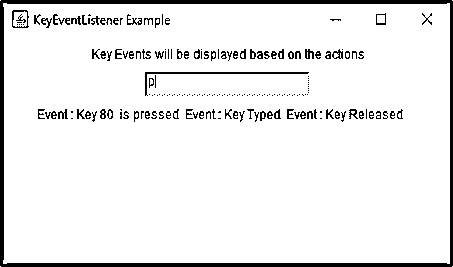 KeyEventListener Example
Key Events will be displayed based on the actions
p
Event : Key 80 is pressed Event : Key Typed Event : Key Released